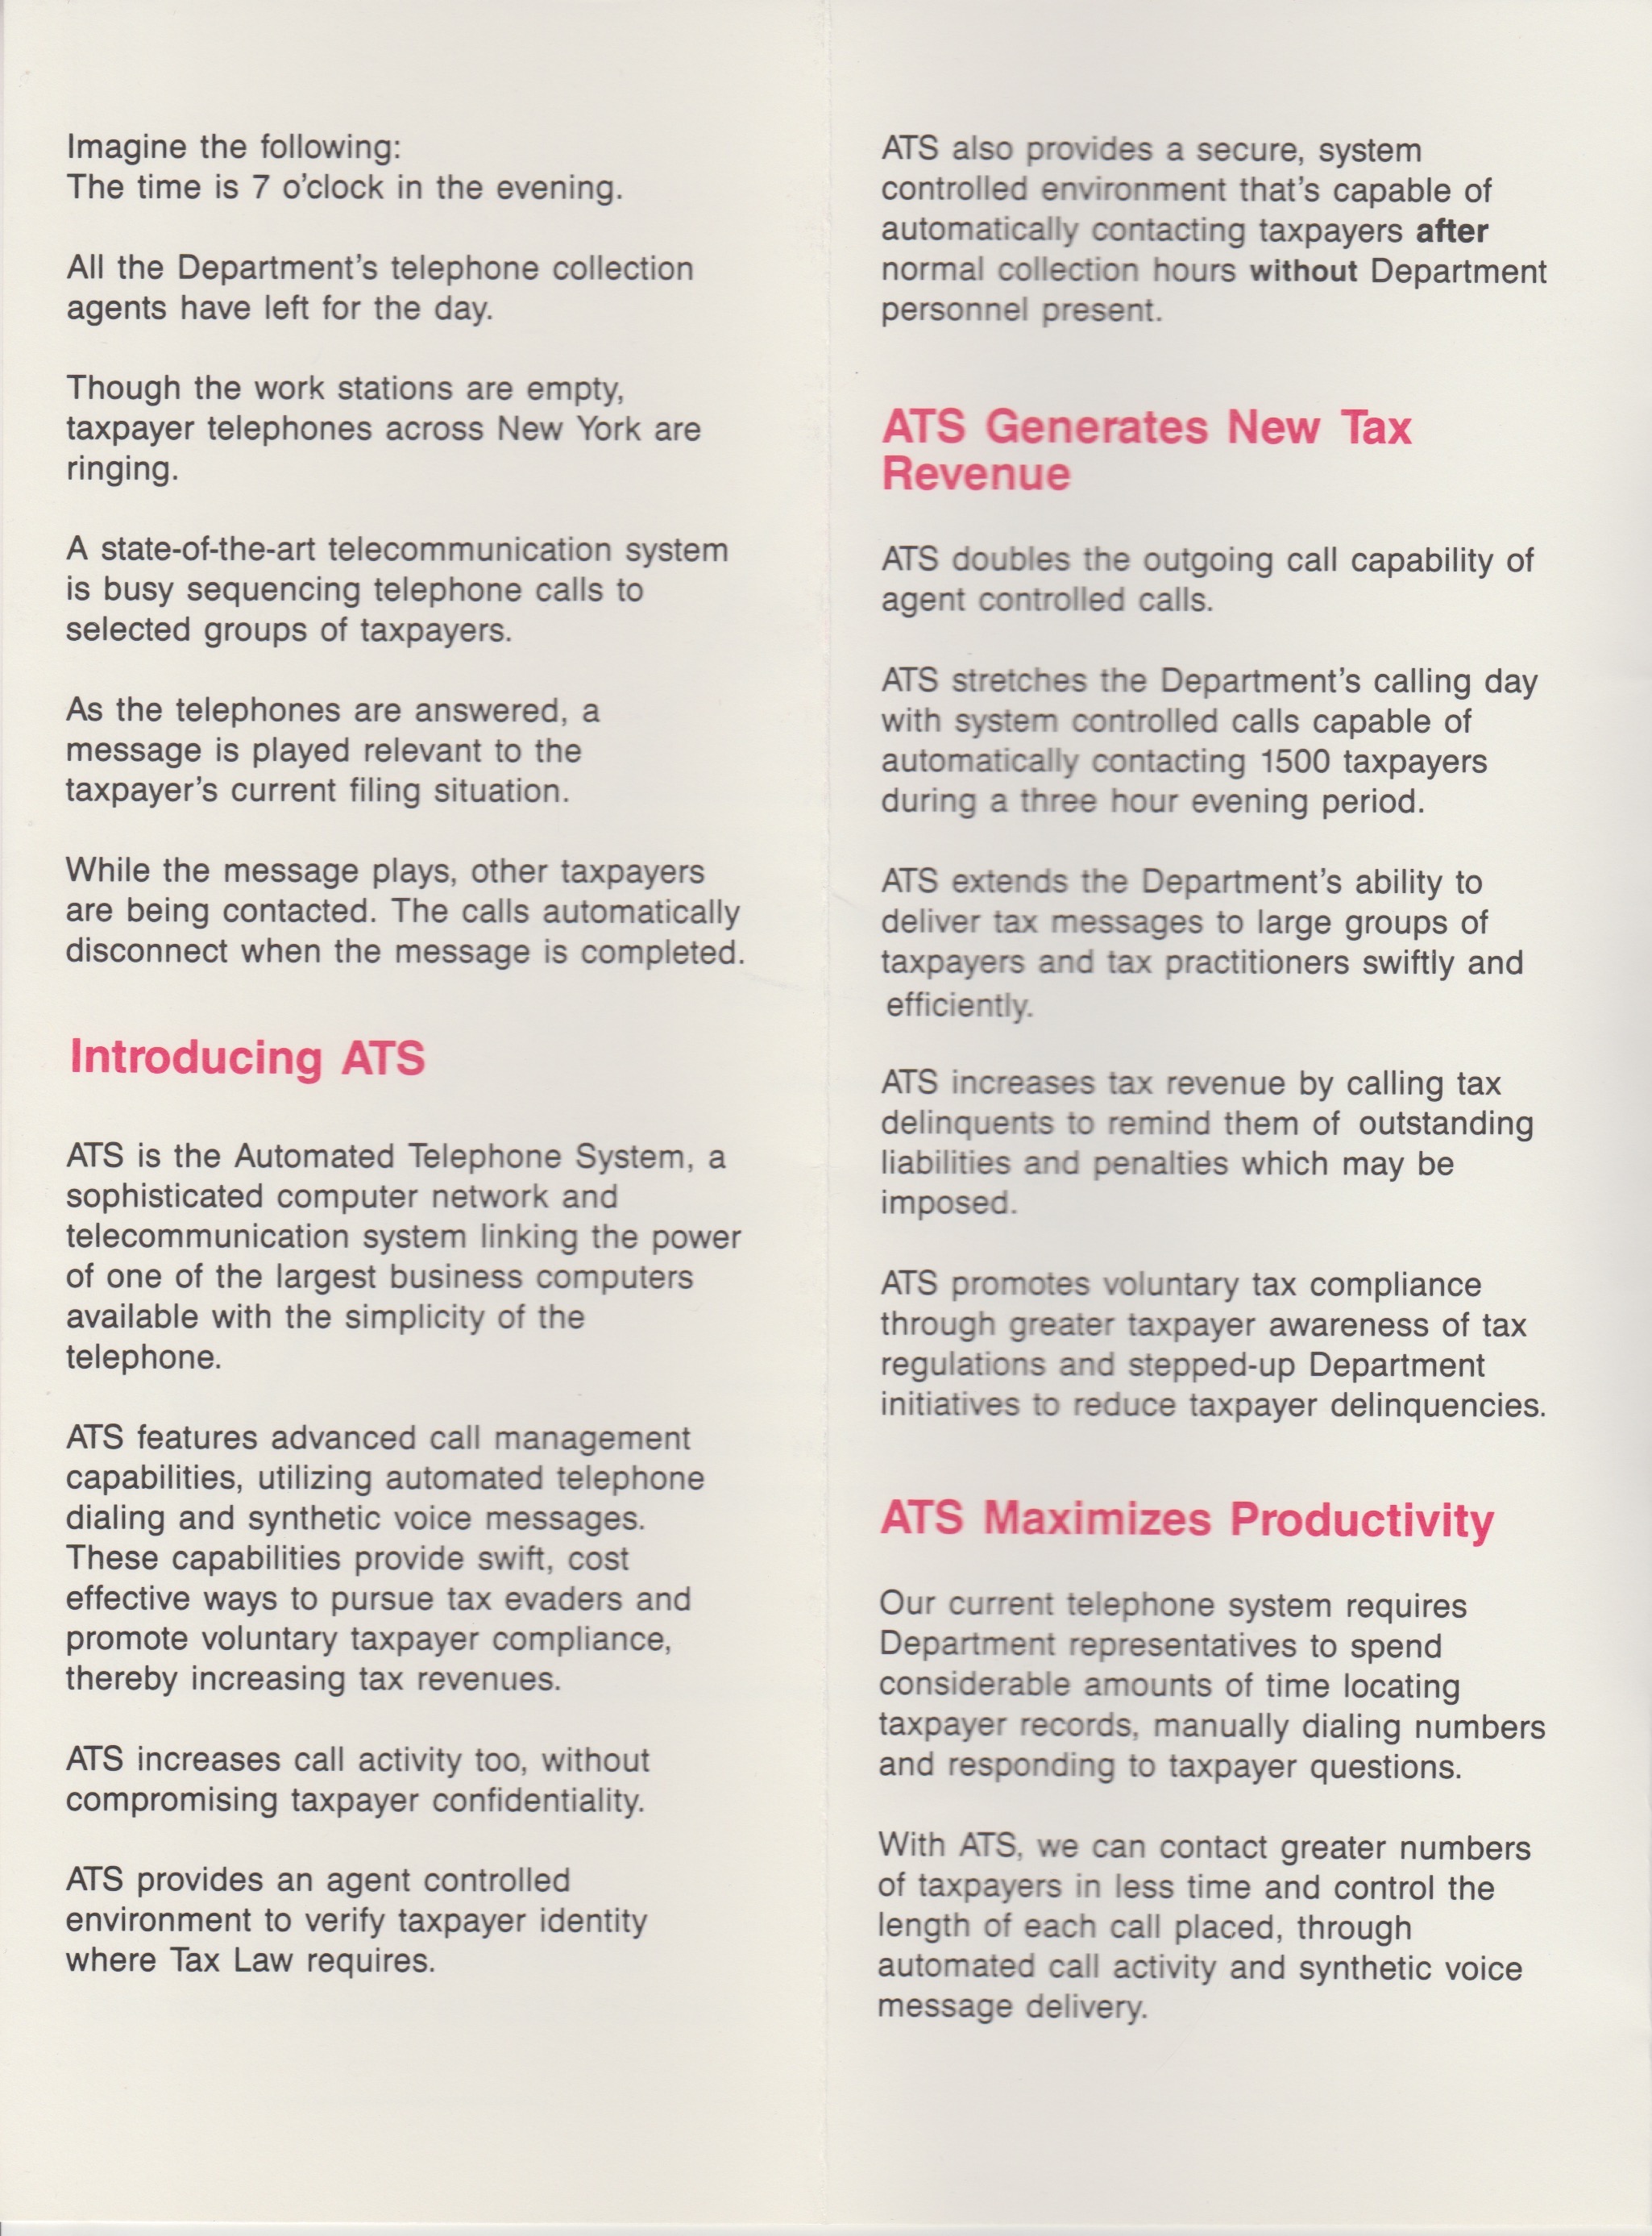 Imagine the following:
The time is 7 o'clock in the evening.
All the Department's telephone collection
agents have left for the day.
Though the work stations are empty,
taxpayer telephones across New York are
ringing.
A state-of-the-art telecommunication system
is busy sequencing telephone calls to
selected groups of taxpayers.
As the telephones are answered, a
message is played relevant to the
taxpayer's current filing situation.
While the message plays, other taxpayers
are being contacted. The calls automatically
disconnect when the message is completed.
Introducing ATS
ATS is the Automated Telephone System, a
sophisticated computer network and
telecommunication system linking the power
of one of the largest business computers
available with the simplicity of the
telephone.
ATS features advanced call management
capabilities, utilizing automated telephone
dialing and synthetic voice messages.
These capabilities provide swift, cost
effective ways to pursue tax evaders and
promote voluntary taxpayer compliance,
thereby increasing tax revenues.
ATS increases call activity too, without
compromising taxpayer confidentiality.
ATS provides an agent controlled
environment to verify taxpayer identity
where Tax Law requires.
ATS also provides a secure, system
controlled environment that's capable of
automatically contacting taxpayers after
normal collection hours without Department
personnel present.
ATS Generates New Tax
Revenue
ATS doubles the outgoing call capability of
agent controlled calls.
ATS stretches the Department's calling day
with system controlled calls capable of
automatically contacting 1500 taxpayers
during a three hour evening period.
ATS extends the Department's ability to
deliver tax messages to large groups of
taxpayers and tax practitioners swiftly and
efficiently.
ATS increases tax revenue by calling tax
delinquents to remind them of outstanding
liabilities and penalties which may be
imposed.
ATS promotes voluntary tax compliance
through greater taxpayer awareness of tax
regulations and stepped-up Department
initiatives to reduce taxpayer delinquencies.
ATS Maximizes Productivity
Our current telephone system requires
Department representatives to spend
considerable amounts of time locating
taxpayer records, manually dialing numbers
and responding to taxpayer questions.
With ATS, we can contact greater numbers
of taxpayers in less time and control the
length of each call placed, through
automated call activity and synthetic voice
message delivery.